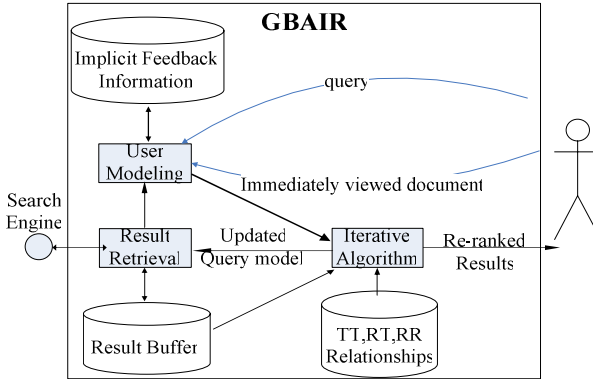 GBAIR
Implicit Feedback
Information
query
User
Modeling
Immediately viewed document
Search
Engine
Result
Retrieval
Updated
Query model
Iterative
Algorithm
Re-ranked
Results
Result Buffer
TT,RT,RR
Relationships